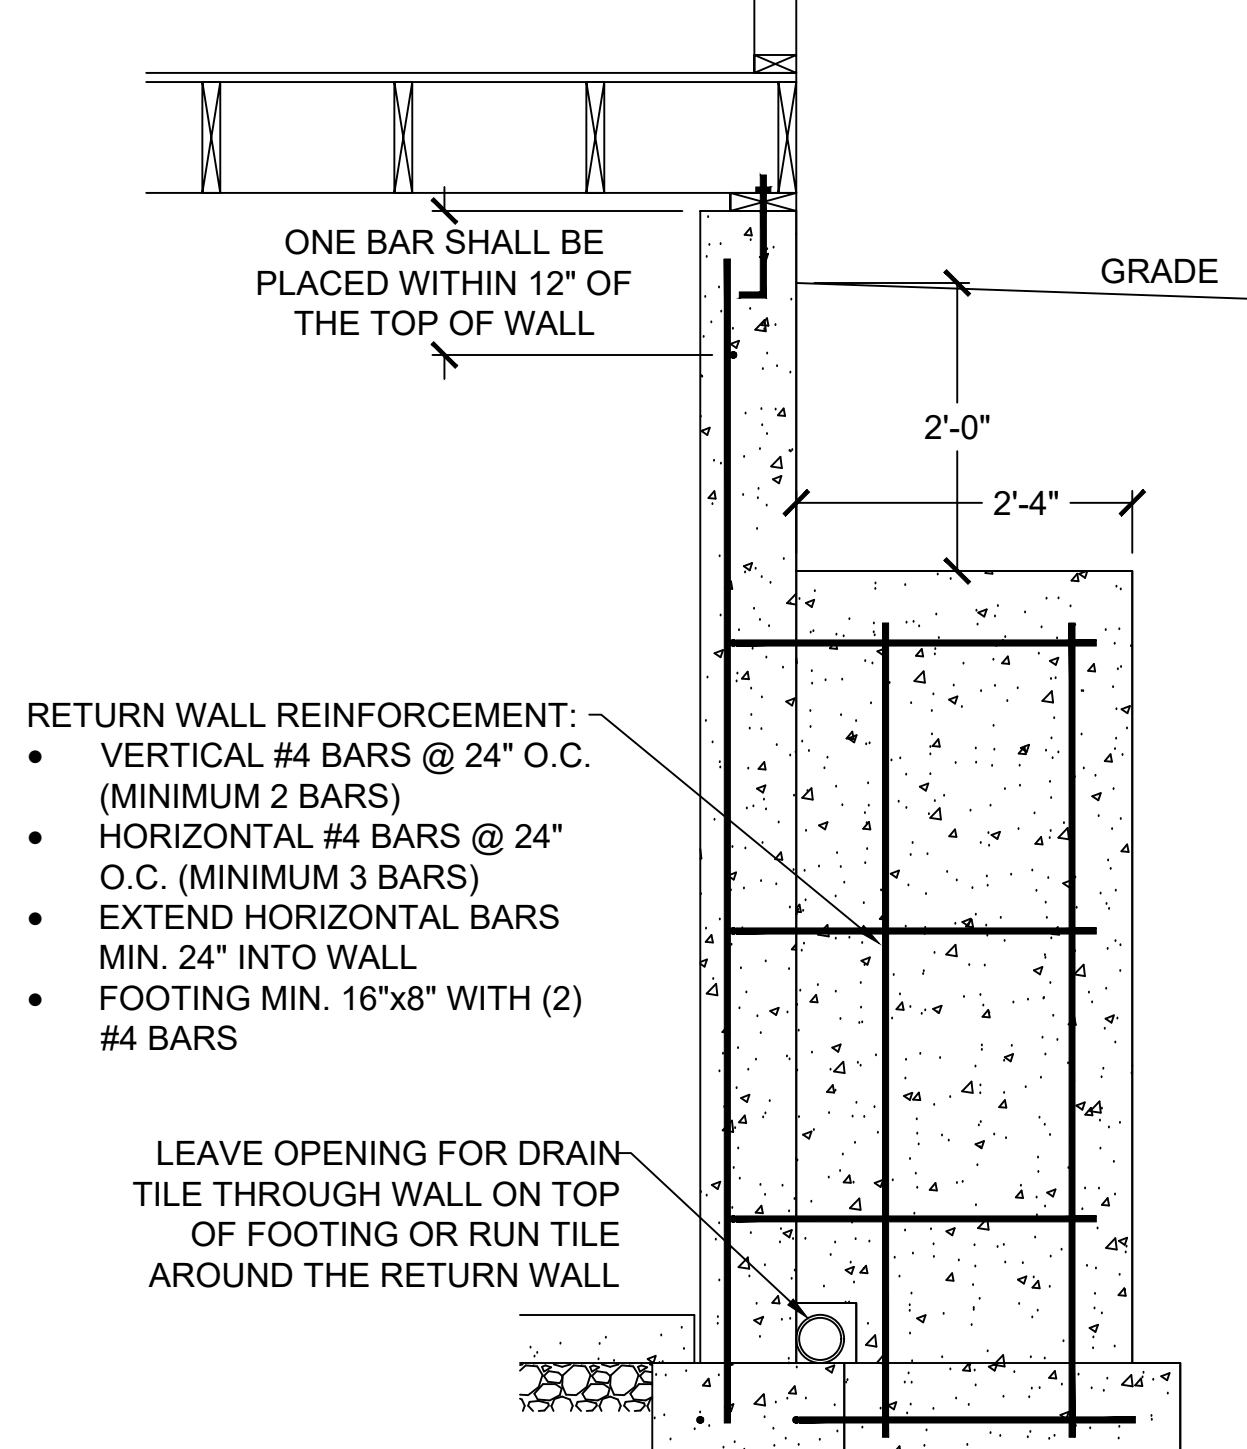 ONE BAR SHALL BE
PLACED WITHIN 12" OF
THE TOP OF WALL
GRADE
2'-0"
2'-4"
RETURN WALL REINFORCEMENT:
• VERTICAL #4 BARS @ 24" O.C.
(MINIMUM 2 BARS)
• HORIZONTAL #4 BARS @ 24"
O.C. (MINIMUM 3 BARS)
• EXTEND HORIZONTAL BARS
MIN. 24" INTO WALL
• FOOTING MIN. 16"x8" WITH (2)
#4 BARS
LEAVE OPENING FOR DRAIN
TILE THROUGH WALL ON TOP
OF FOOTING OR RUN TILE
AROUND THE RETURN WALL